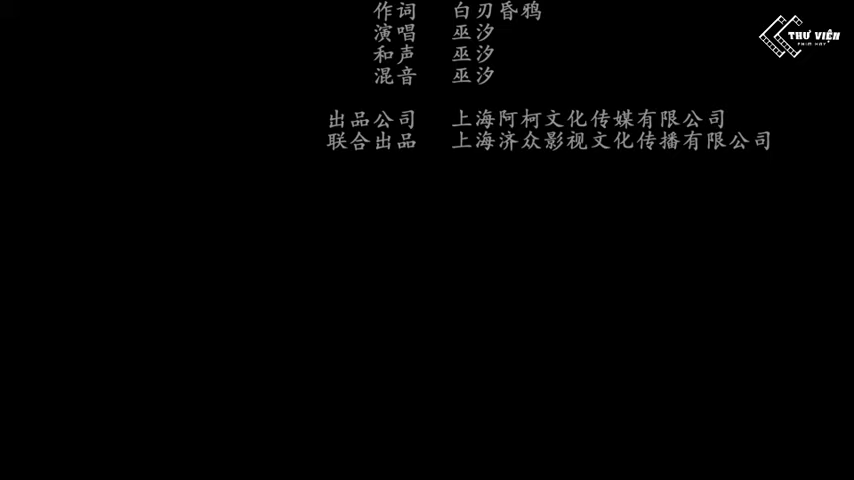 作词 白刃昏鸦
演唱 巫汐
和声 巫汐
混音 巫汐
出品公司 上海阿柯文化传媒有限公司
联合出品 上海济众影视文化传播有限公司
THƯ VIỆN
PHIM HAY